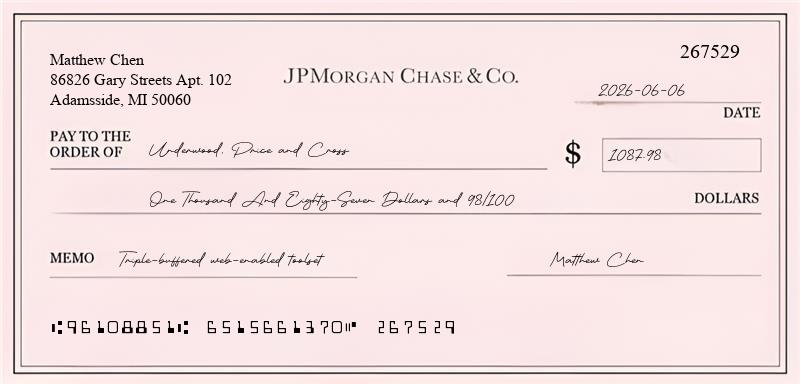 Matthew Chen
86826 Gary Streets Apt. 102
Adamsside, MI 50060
JPMORGAN CHASE & CO.
267529
2026-06-06
DATE
PAY TO THE
ORDER OF Underwood, Price and Cross
$ 1087.98
One Thousand And Eighty-Seven Dollars and 98/100 DOLLARS
MEMO Triple-buffered web-enabled toolset
Matthew Chen
⑆961088516⑆ 6515661370⑈ 267529